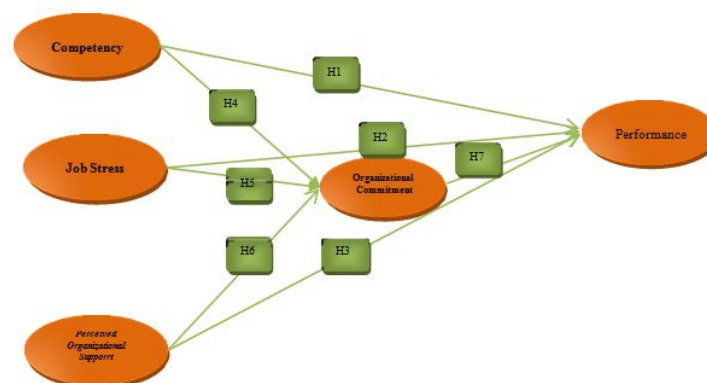 Competency
H1
H4
Performance
H2
Job Stress
H7
Organizational
Commitment
H5
H6
H3
Perceived
Organizational
Support